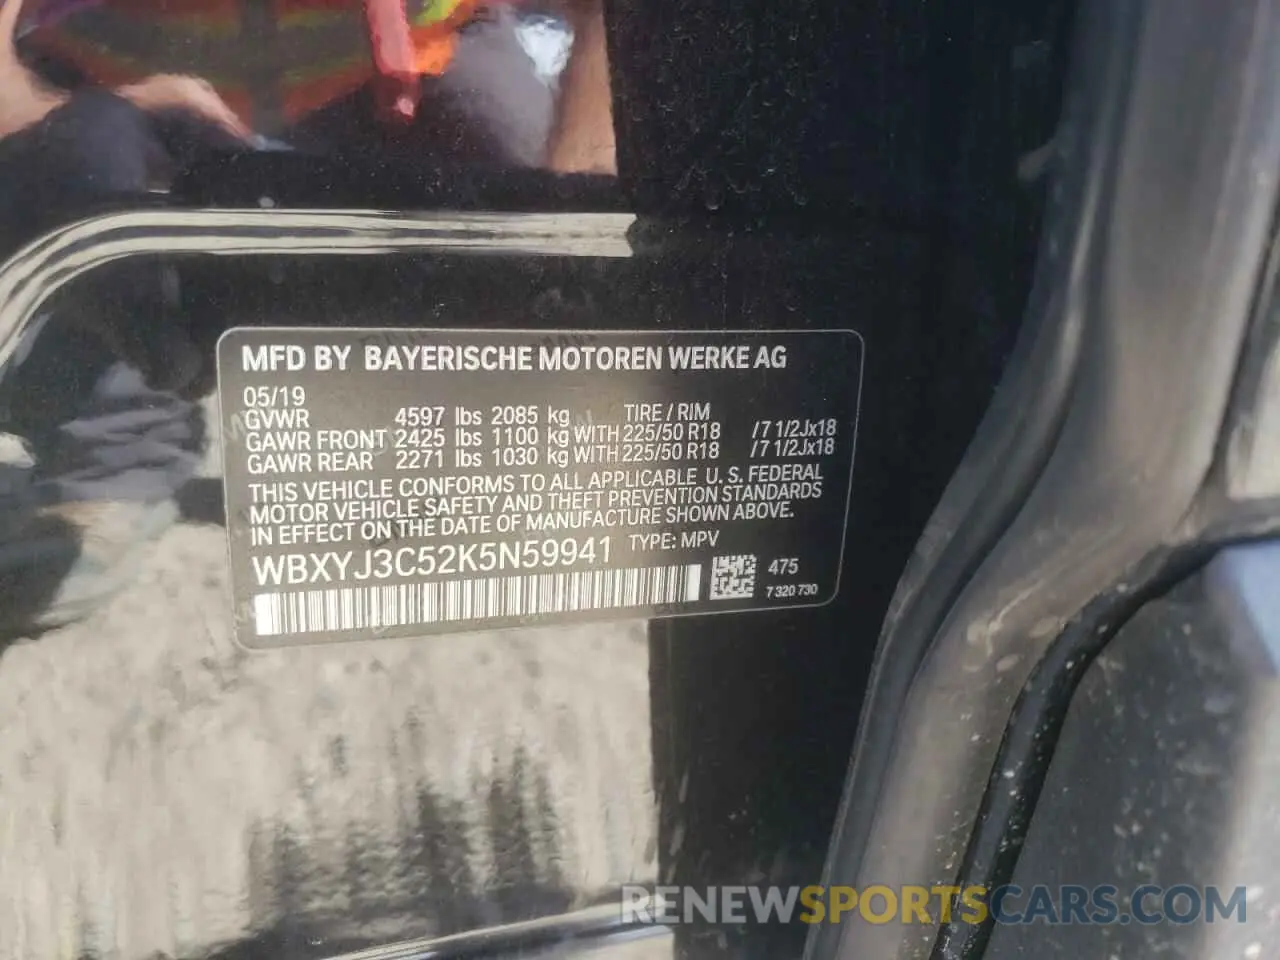 MFD BY BAYERISCHE MOTOREN WERKE AG
05/19
GVWR 4597 lbs 2085 kg TIRE / RIM
GAWR FRONT 2425 lbs 1100 kg WITH 225/50 R18 /7 1/2Jx18
GAWR REAR 2271 lbs 1030 kg WITH 225/50 R18 /7 1/2Jx18
THIS VEHICLE CONFORMS TO ALL APPLICABLE U. S. FEDERAL
MOTOR VEHICLE SAFETY AND THEFT PREVENTION STANDARDS
IN EFFECT ON THE DATE OF MANUFACTURE SHOWN ABOVE.
WBXYJ3C52K5N59941 TYPE: MPV
475
7 320 730
RENEWSPORTSCARS.COM